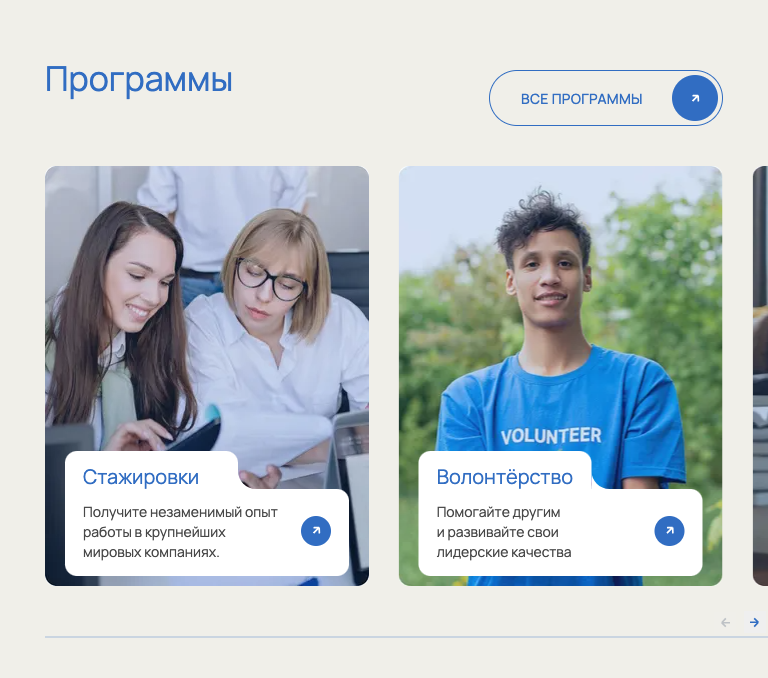 Программы
ВСЕ ПРОГРАММЫ
VOLUNTEER
Стажировки
Получите незаменимый опыт
работы в крупнейших
мировых компаниях.
Волонтёрство
Помогайте другим
и развивайте свои
лидерские качества